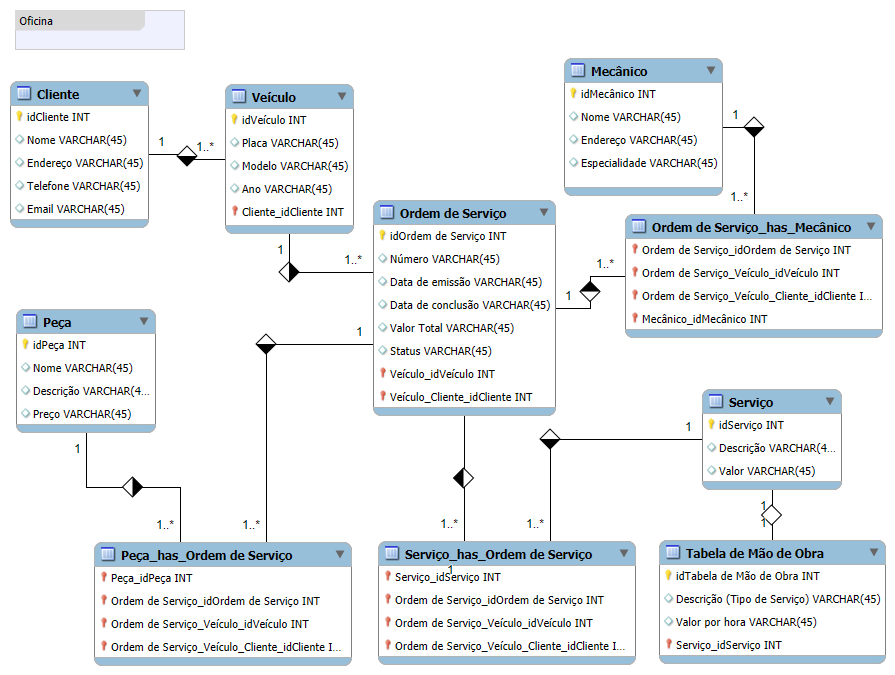 Oficina
Cliente
idCliente INT
Nome VARCHAR(45)
Endereço VARCHAR(45)
Telefone VARCHAR(45)
Email VARCHAR(45)
1
1..*
Veículo
idVeículo INT
Placa VARCHAR(45)
Modelo VARCHAR(45)
Ano VARCHAR(45)
Cliente_idCliente INT
1
1..*
Mecânico
idMecânico INT
Nome VARCHAR(45)
Endereço VARCHAR(45)
Especialidade VARCHAR(45)
1
1..*
Ordem de Serviço
idOrdem de Serviço INT
Número VARCHAR(45)
Data de emissão VARCHAR(45)
Data de conclusão VARCHAR(45)
Valor Total VARCHAR(45)
Status VARCHAR(45)
Veículo_idVeículo INT
Veículo_Cliente_idCliente INT
1
1..*
Ordem de Serviço_has_Mecânico
Ordem de Serviço_idOrdem de Serviço INT
Ordem de Serviço_Veículo_idVeículo INT
Ordem de Serviço_Veículo_Cliente_idCliente I...
Mecânico_idMecânico INT
Peça
idPeça INT
Nome VARCHAR(45)
Descrição VARCHAR(4...
Preço VARCHAR(45)
1
1..*
1
1..*
Serviço
idServiço INT
Descrição VARCHAR(4...
Valor VARCHAR(45)
1
1..*
1
1
1..*
1
Peça_has_Ordem de Serviço
Peça_idPeça INT
Ordem de Serviço_idOrdem de Serviço INT
Ordem de Serviço_Veículo_idVeículo INT
Ordem de Serviço_Veículo_Cliente_idCliente I...
Serviço_has_Ordem de Serviço
Serviço_idServiço INT
Ordem de Serviço_idOrdem de Serviço INT
Ordem de Serviço_Veículo_idVeículo INT
Ordem de Serviço_Veículo_Cliente_idCliente I...
Tabela de Mão de Obra
idTabela de Mão de Obra INT
Descrição (Tipo de Serviço) VARCHAR(45)
Valor por hora VARCHAR(45)
Serviço_idServiço INT